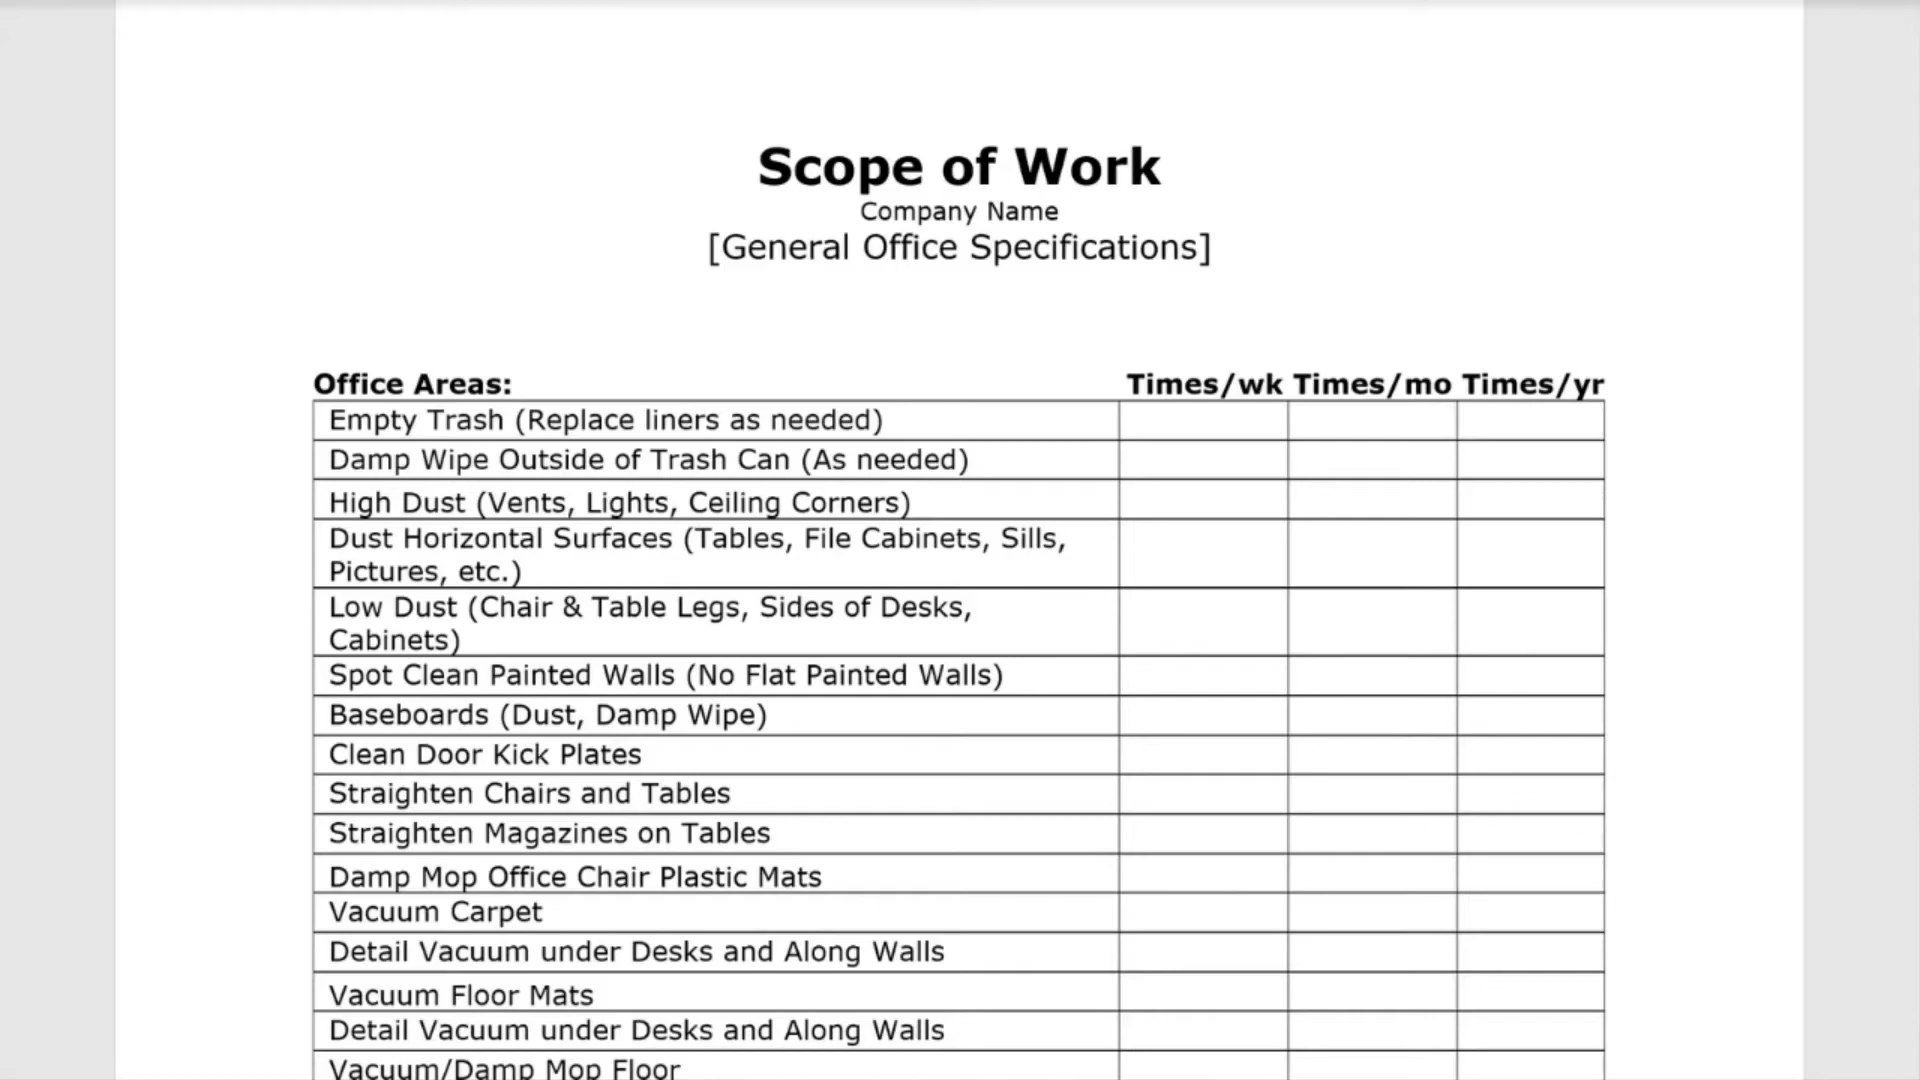 Scope of Work
Company Name
[General Office Specifications]
Office Areas: Times/wk Times/mo Times/yr
Empty Trash (Replace liners as needed)
Damp Wipe Outside of Trash Can (As needed)
High Dust (Vents, Lights, Ceiling Corners)
Dust Horizontal Surfaces (Tables, File Cabinets, Sills,
Pictures, etc.)
Low Dust (Chair & Table Legs, Sides of Desks,
Cabinets)
Spot Clean Painted Walls (No Flat Painted Walls)
Baseboards (Dust, Damp Wipe)
Clean Door Kick Plates
Straighten Chairs and Tables
Straighten Magazines on Tables
Damp Mop Office Chair Plastic Mats
Vacuum Carpet
Detail Vacuum under Desks and Along Walls
Vacuum Floor Mats
Detail Vacuum under Desks and Along Walls
Vacuum/Damp Mop Floor